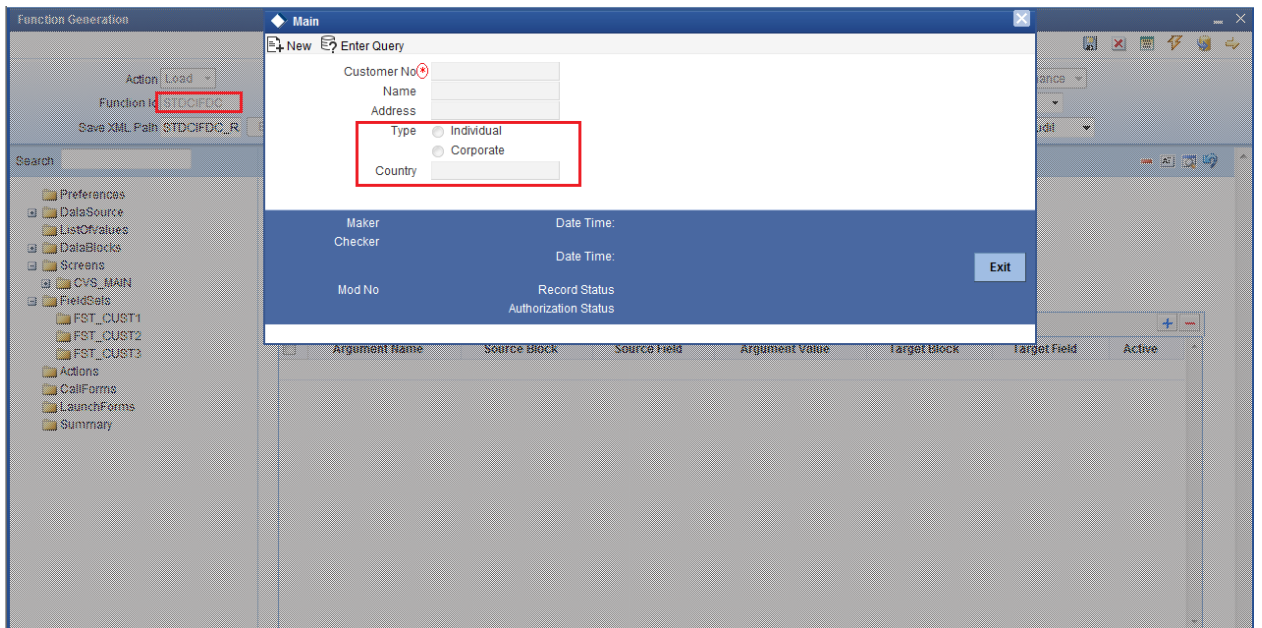 Function Generation
Main
New Enter Query
Action Load
Function Id STDCIFDC
Save XML Path STDCIFDC_R
Search
Preferences
DataSource
ListOfValues
DataBlocks
Screens
CVS_MAIN
FieldSets
FST_CUST1
FST_CUST2
FST_CUST3
Actions
CallForms
LaunchForms
Summary
Customer No
Name
Address
Type Individual
Corporate
Country
Maker Date Time:
Checker
Date Time:
Mod No Record Status
Authorization Status
Exit
Argument Name Source Block Source Field Argument Value Target Block Target Field Active